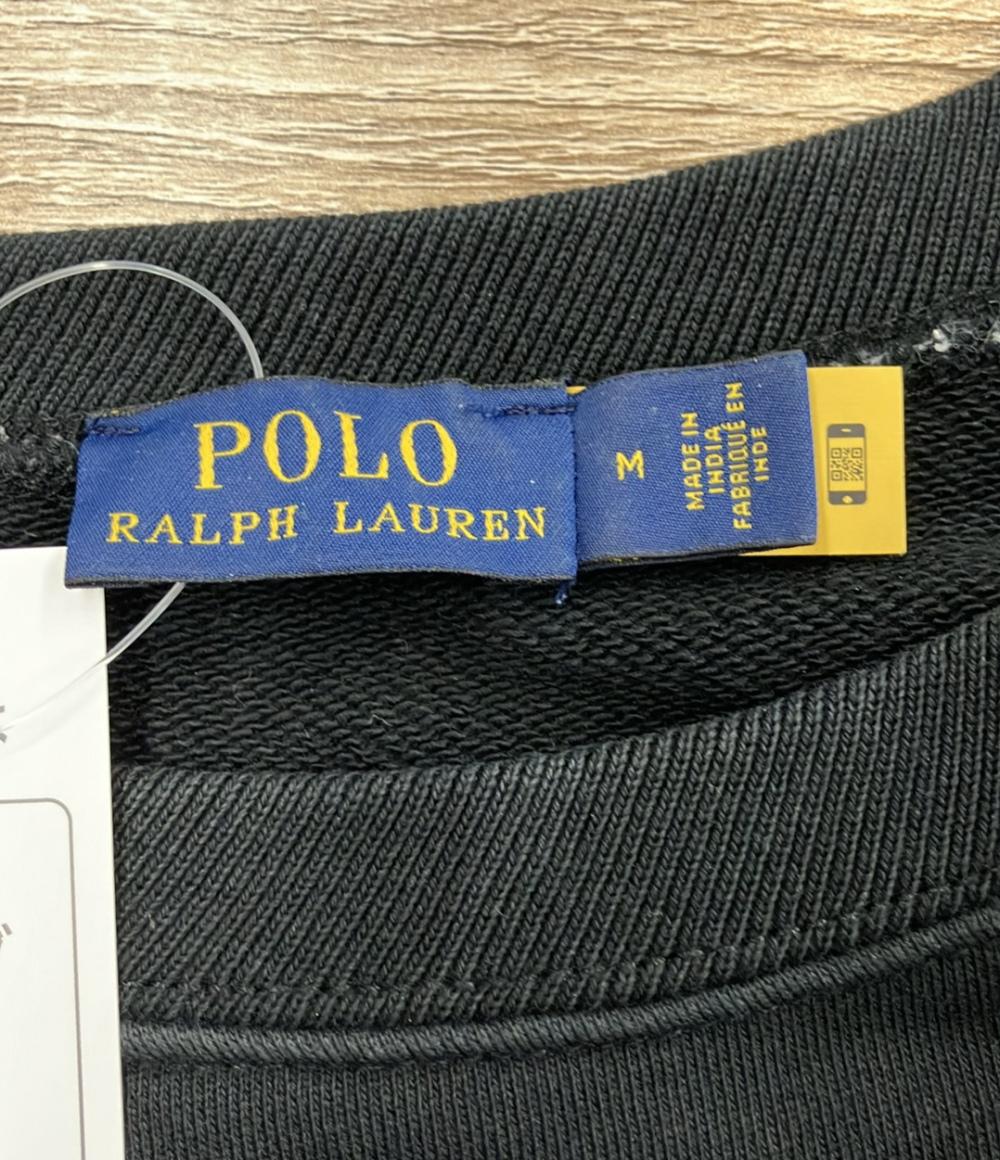 POLO
RALPH LAUREN
M
MADE IN
INDIA
FABRIQUÉ EN
INDE